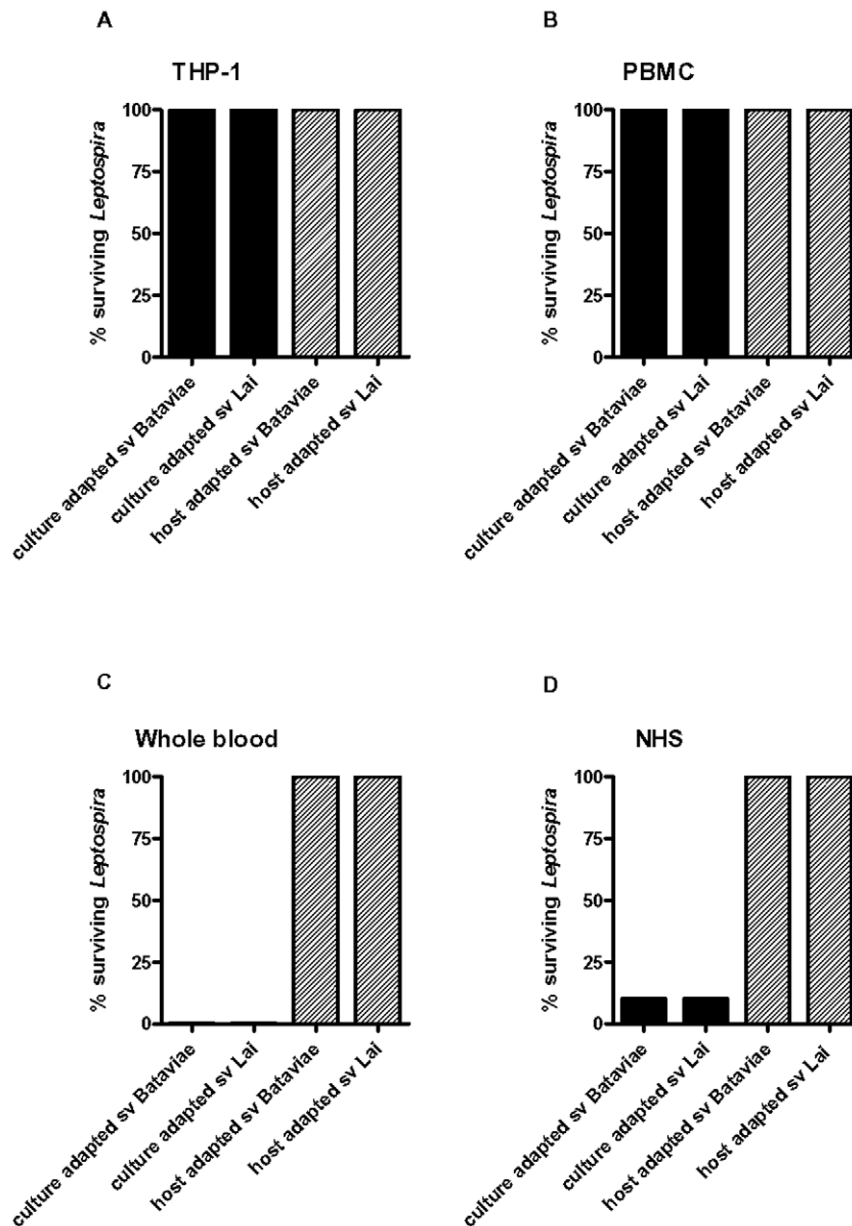 A
THP-1
100
75
50
25
0
% surviving Leptospira
culture adapted sv Bataviae
culture adapted sv Lai
host adapted sv Bataviae
host adapted sv Lai
B
PBMC
100
75
50
25
0
% surviving Leptospira
culture adapted sv Bataviae
culture adapted sv Lai
host adapted sv Bataviae
host adapted sv Lai
C
Whole blood
100
75
50
25
0
% surviving Leptospira
culture adapted sv Bataviae
culture adapted sv Lai
host adapted sv Bataviae
host adapted sv Lai
D
NHS
100
75
50
25
0
% surviving Leptospira
culture adapted sv Bataviae
culture adapted sv Lai
host adapted sv Bataviae
host adapted sv Lai